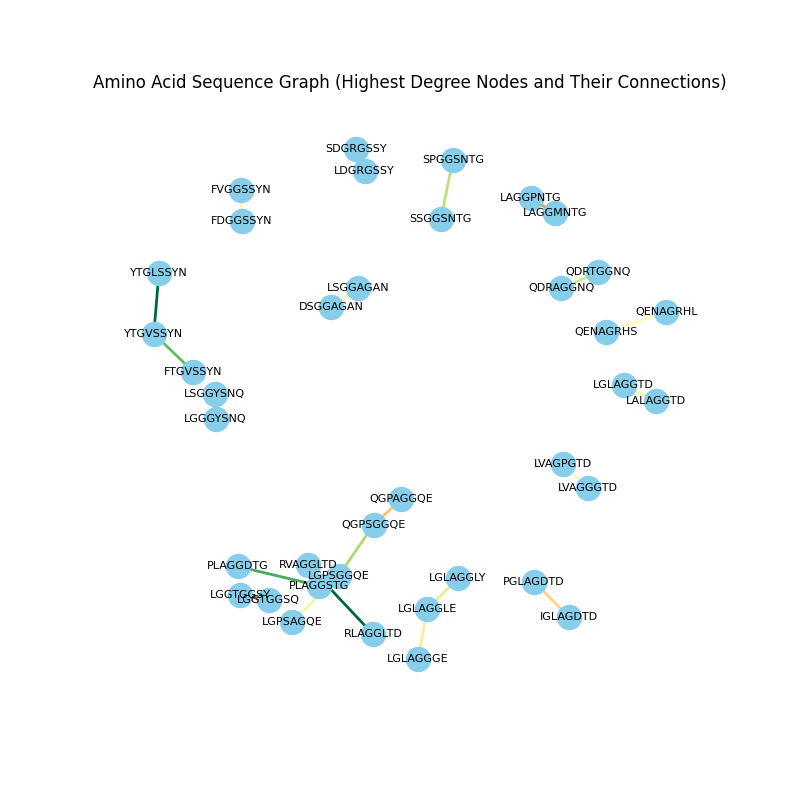 Amino Acid Sequence Graph (Highest Degree Nodes and Their Connections)
SDGRGSSY
SPGGSNTG
LDGRGSSY
FVGGSSYN
LAGGPNTG
LAGGMNTG
SSGGSNTG
FDGGSSYN
YTGLSSYN
QDRTGGNQ
LSGGAGAN
QDRAGGNQ
DSGGAGAN
QENAGRHL
QENAGRHS
YTGVSSYN
FTGVSSYN
LGLAGGTD
LSGGYSNQ
LALAGGTD
LGGGYSNQ
LVAGPGTD
LVAGGGTD
QGPAGGQE
QGPSGGQE
PLAGGDTG
RVAGGLTD
LGPSGGQE
LGLAGGLY
PGLAGDTD
PLAGGSTG
LGGTGGSY
LGGTGGSQ
LGLAGGLE
IGLAGDTD
LGPSAGQE
RLAGGLTD
LGLAGGGE